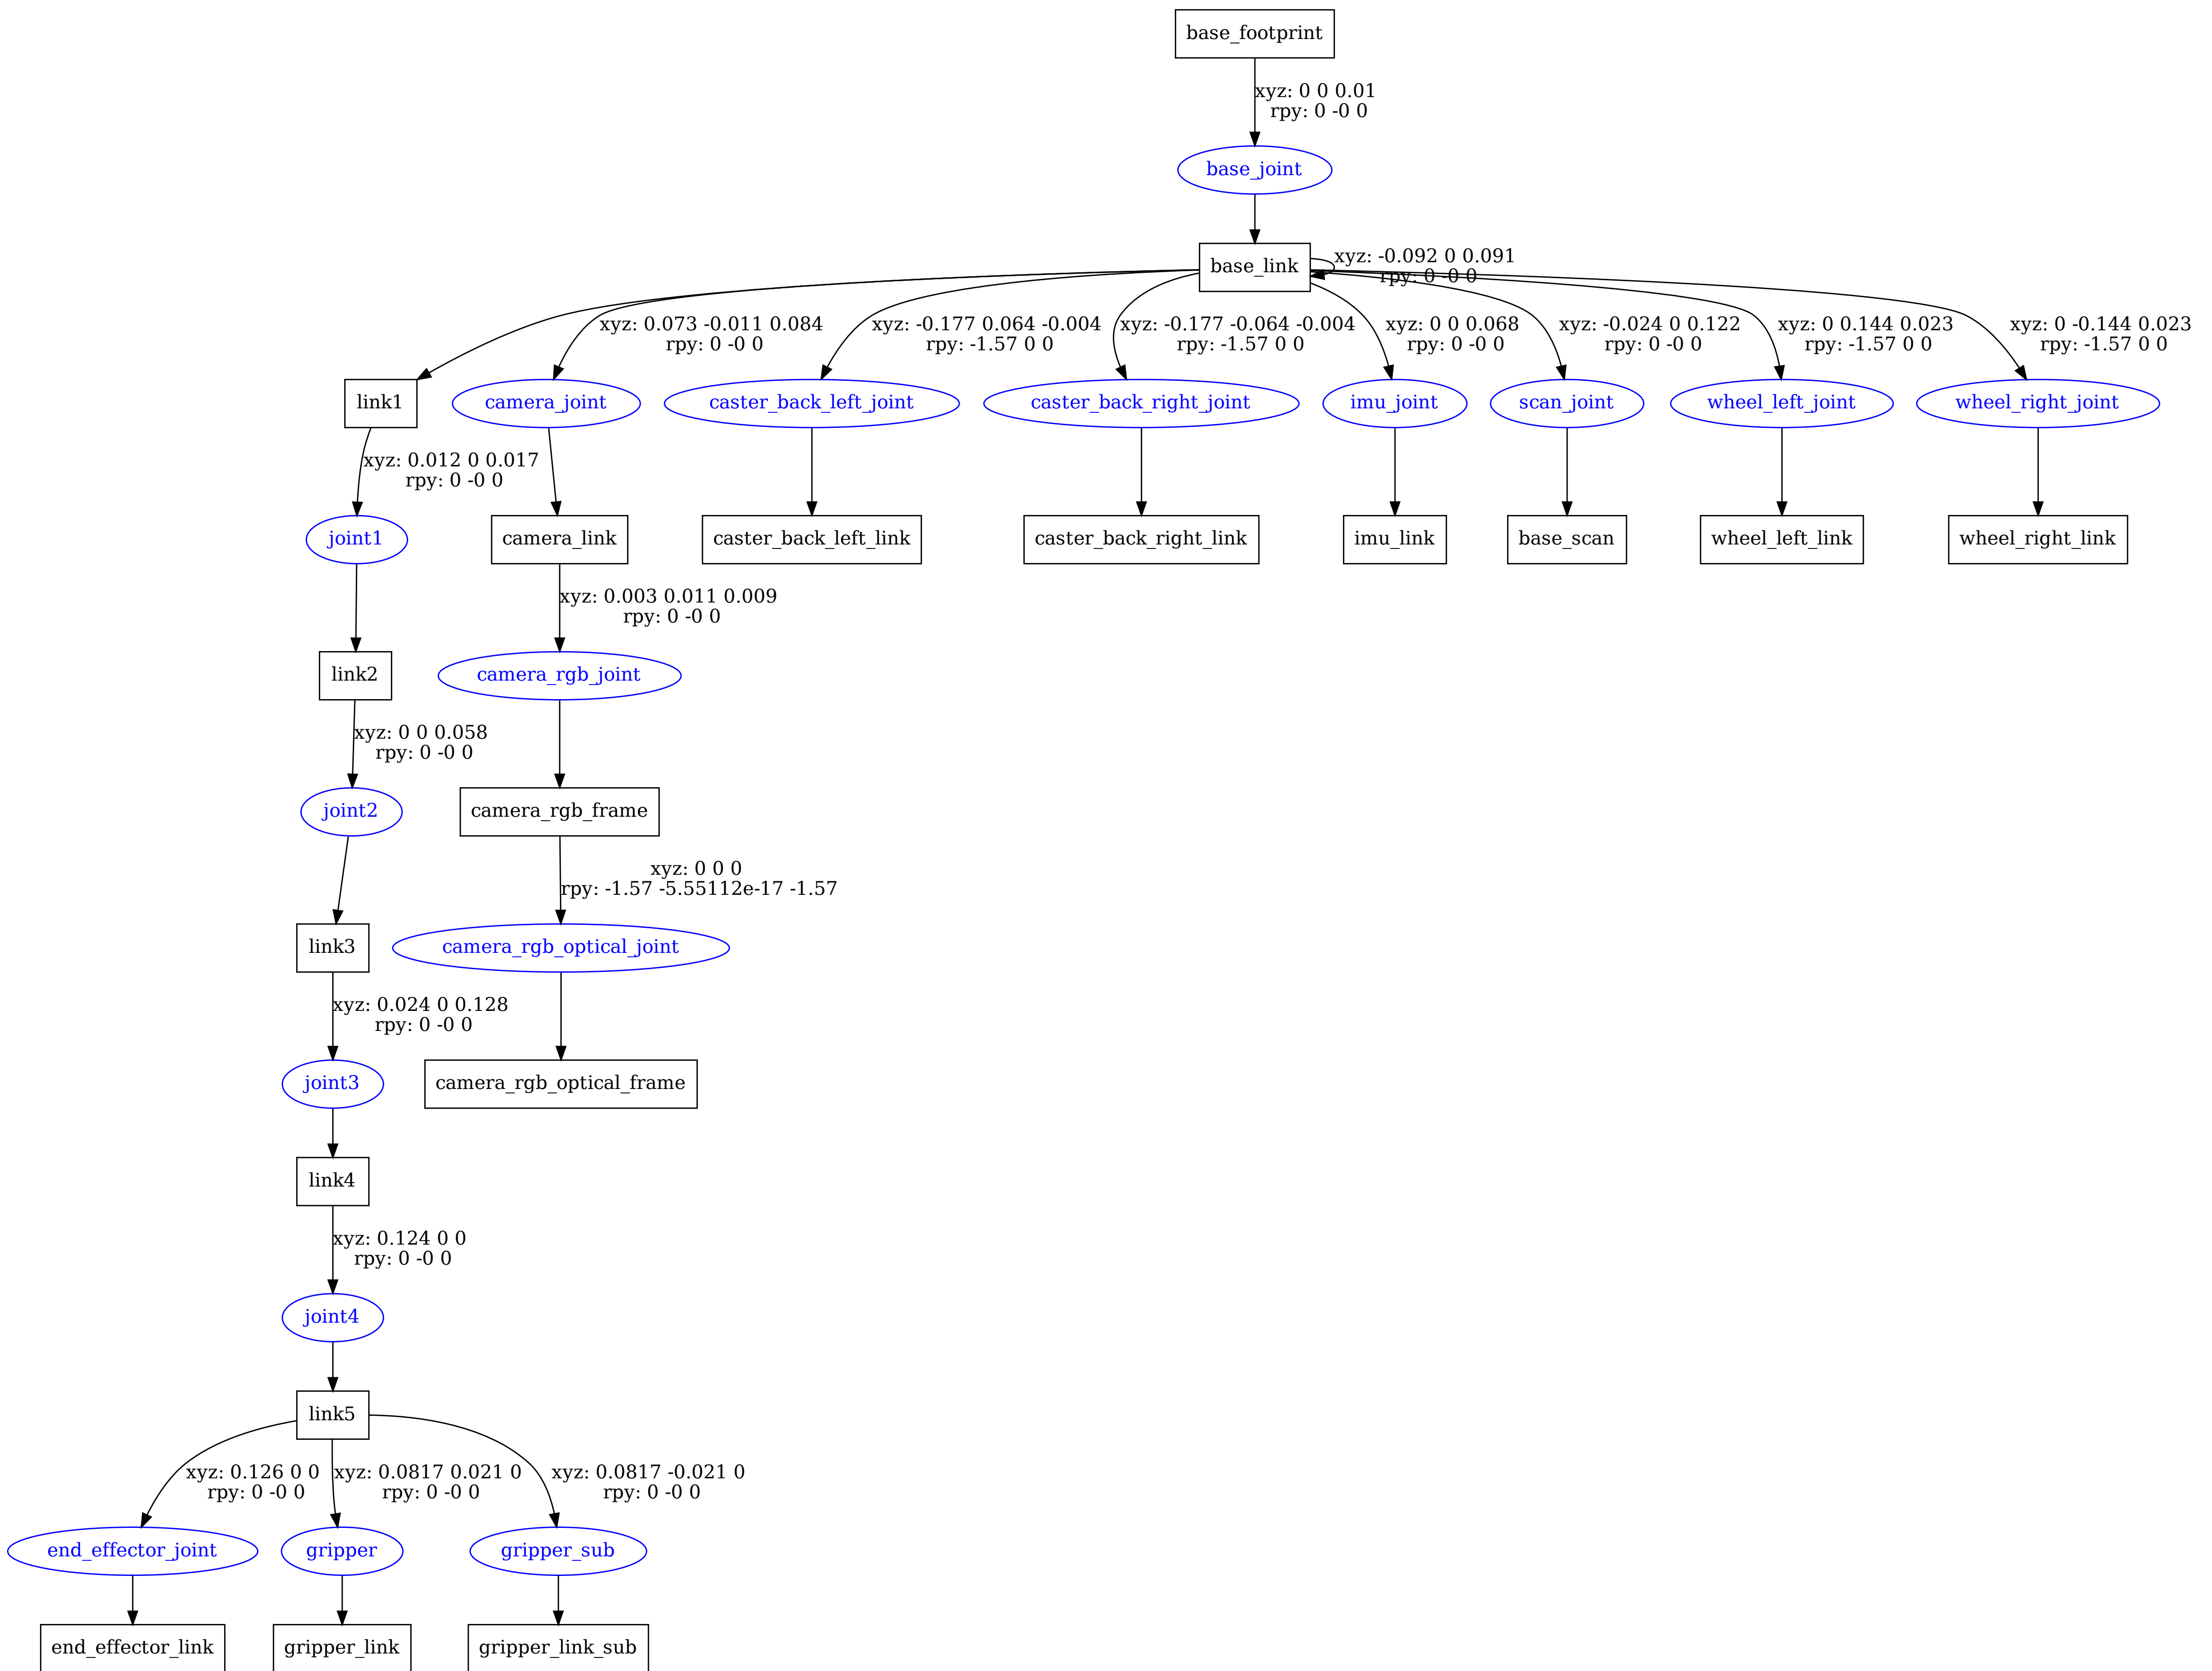 base_footprint
xyz: 0 0 0.01
rpy: 0 -0 0
base_joint
base_link
xyz: -0.092 0 0.091
rpy: 0 -0 0
xyz: 0.073 -0.011 0.084
rpy: 0 -0 0
xyz: -0.177 0.064 -0.004
rpy: -1.57 0 0
xyz: -0.177 -0.064 -0.004
rpy: -1.57 0 0
xyz: 0 0 0.068
rpy: 0 -0 0
xyz: -0.024 0 0.122
rpy: 0 -0 0
xyz: 0 0.144 0.023
rpy: -1.57 0 0
xyz: 0 -0.144 0.023
rpy: -1.57 0 0
link1
camera_joint
caster_back_left_joint
caster_back_right_joint
imu_joint
scan_joint
wheel_left_joint
wheel_right_joint
xyz: 0.012 0 0.017
rpy: 0 -0 0
joint1
camera_link
caster_back_left_link
caster_back_right_link
imu_link
base_scan
wheel_left_link
wheel_right_link
xyz: 0.003 0.011 0.009
rpy: 0 -0 0
link2
camera_rgb_joint
xyz: 0 0 0.058
rpy: 0 -0 0
joint2
camera_rgb_frame
xyz: 0 0 0
rpy: -1.57 -5.55112e-17 -1.57
link3
camera_rgb_optical_joint
xyz: 0.024 0 0.128
rpy: 0 -0 0
joint3
camera_rgb_optical_frame
link4
xyz: 0.124 0 0
rpy: 0 -0 0
joint4
link5
xyz: 0.126 0 0
rpy: 0 -0 0
xyz: 0.0817 0.021 0
rpy: 0 -0 0
xyz: 0.0817 -0.021 0
rpy: 0 -0 0
end_effector_joint
gripper
gripper_sub
end_effector_link
gripper_link
gripper_link_sub